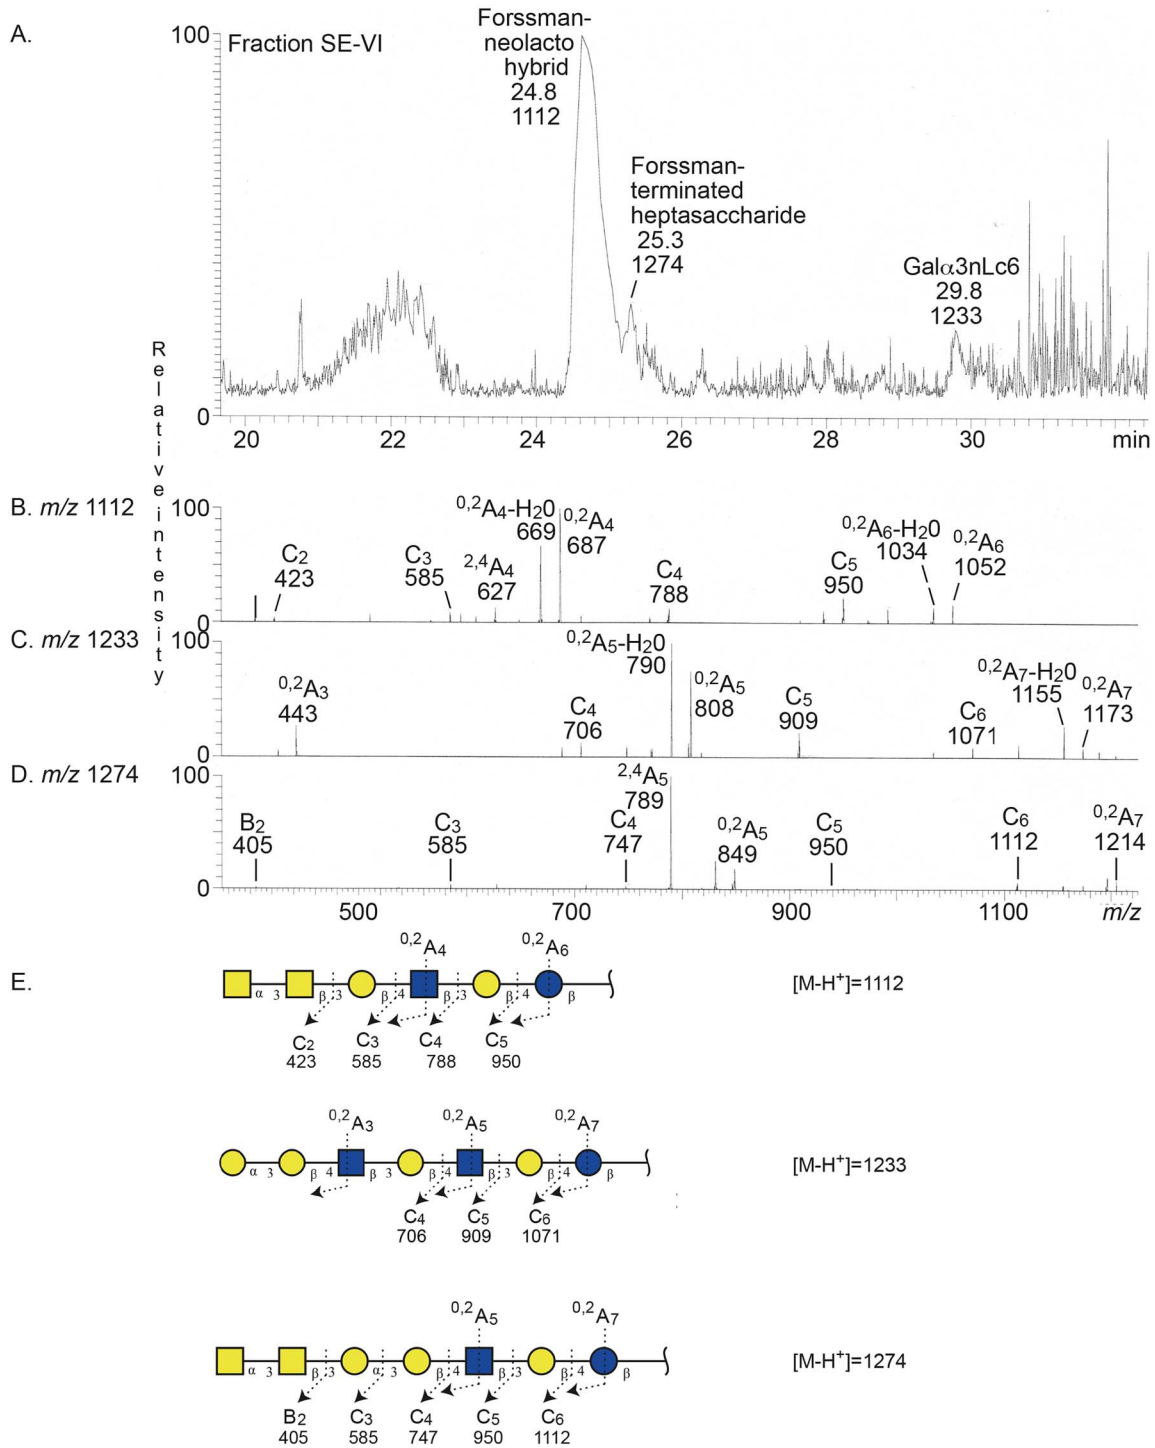 A.
100
Fraction SE-VI
Forssman-
neolacto
hybrid
24.8
1112
Forssman-
terminated
heptasaccharide
25.3
1274
Galα3nLc6
29.8
1233
0
20 22 24 26 28 30 min
Relative intensity
B. m/z 1112
100
0
C2
423
C3
585
2,4A4
627
0,2A4-H20
669
0,2A4
687
C4
788
C5
950
0,2A6-H20
1034
0,2A6
1052
C. m/z 1233
100
0
0,2A3
443
C4
706
0,2A5-H20
790
0,2A5
808
C5
909
C6
1071
0,2A7-H20
1155
0,2A7
1173
D. m/z 1274
100
0
B2
405
C3
585
C4
747
2,4A5
789
0,2A5
849
C5
950
C6
1112
0,2A7
1214
500 700 900 1100 m/z
E.
0,2A4 0,2A6
α 3 β 3 β 4 β 3 β 4 β
[M-H+]=1112
C2 C3 C4 C5
423 585 788 950
0,2A3 0,2A5 0,2A7
α 3 β 4 β 3 β 4 β 3 β 4 β
[M-H+]=1233
C4 C5 C6
706 909 1071
0,2A5 0,2A7
α 3 β 3 α 3 β 4 β 3 β 4 β
[M-H+]=1274
B2 C3 C4 C5 C6
405 585 747 950 1112